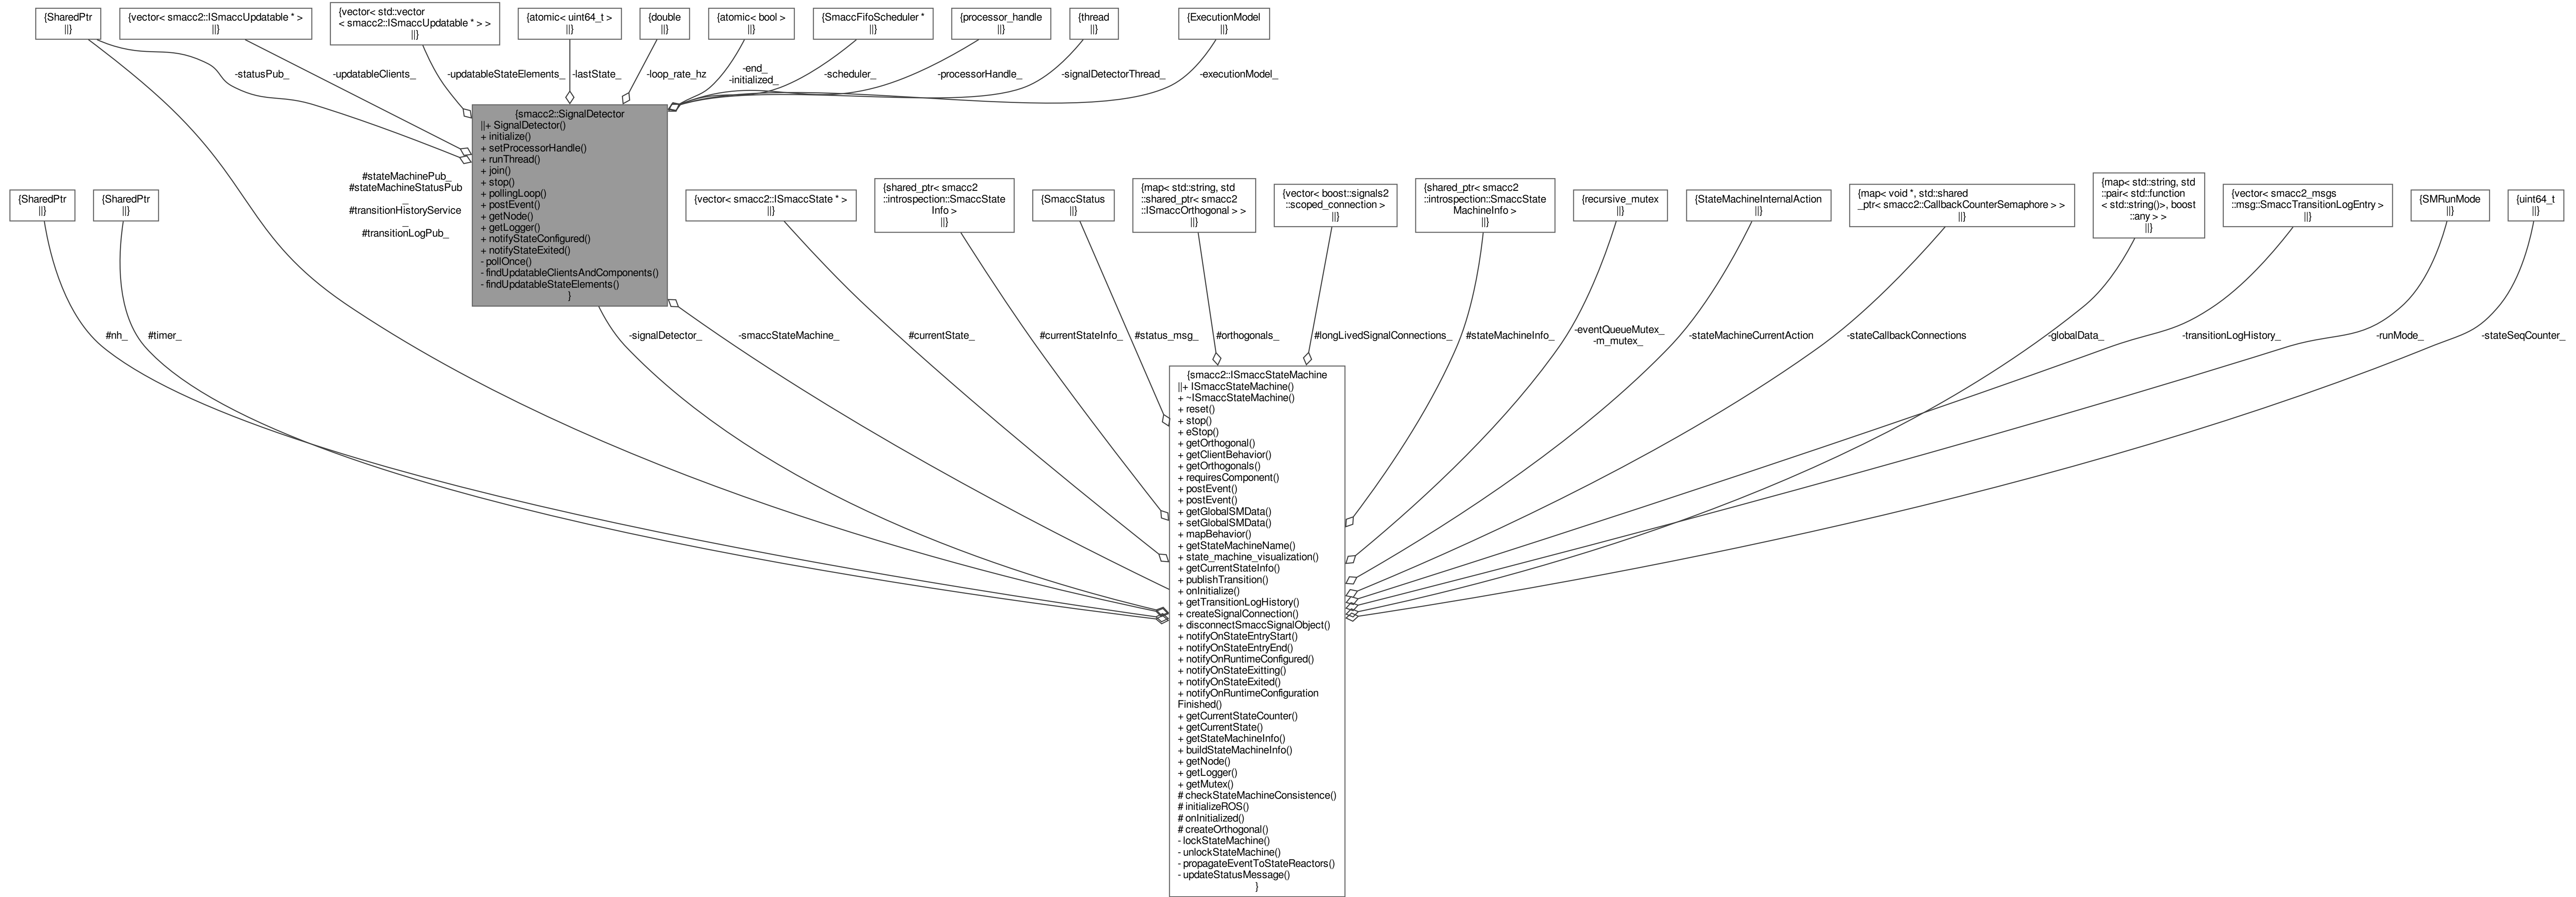 {SharedPtr
||}
{vector< smacc2::ISmaccUpdatable * >
||}
{vector< std::vector
< smacc2::ISmaccUpdatable * > >
||}
{atomic< uint64_t >
||}
{double
||}
{atomic< bool >
||}
{SmaccFifoScheduler *
||}
{processor_handle
||}
{thread
||}
{ExecutionModel
||}
-statusPub_
-updatableClients_
-updatableStateElements_
-lastState_
-loop_rate_hz
-end_
-initialized_
-scheduler_
-processorHandle_
-signalDetectorThread_
-executionModel_
{smacc2::SignalDetector
||+ SignalDetector()
+ initialize()
+ setProcessorHandle()
+ runThread()
+ join()
+ stop()
+ pollingLoop()
+ postEvent()
+ getNode()
+ getLogger()
+ notifyStateConfigured()
+ notifyStateExited()
- pollOnce()
- findUpdatableClientsAndComponents()
- findUpdatableStateElements()
}
#stateMachinePub_
#stateMachineStatusPub
_
#transitionHistoryService
_
#transitionLogPub_
{SharedPtr
||}
{SharedPtr
||}
{vector< smacc2::ISmaccState * >
||}
{shared_ptr< smacc2
::introspection::SmaccState
Info >
||}
{SmaccStatus
||}
{map< std::string, std
::shared_ptr< smacc2
::ISmaccOrthogonal > >
||}
{vector< boost::signals2
::scoped_connection >
||}
{shared_ptr< smacc2
::introspection::SmaccState
MachineInfo >
||}
{recursive_mutex
||}
{StateMachineInternalAction
||}
{map< void *, std::shared
_ptr< smacc2::CallbackCounterSemaphore > >
||}
{map< std::string, std
::pair< std::function
< std::string()>, boost
::any > >
||}
{vector< smacc2_msgs
::msg::SmaccTransitionLogEntry >
||}
{SMRunMode
||}
{uint64_t
||}
#nh_
#timer_
-signalDetector_
-smaccStateMachine_
#currentState_
#currentStateInfo_
#status_msg_
#orthogonals_
#longLivedSignalConnections_
#stateMachineInfo_
-eventQueueMutex_
-m_mutex_
-stateMachineCurrentAction
-stateCallbackConnections
-globalData_
-transitionLogHistory_
-runMode_
-stateSeqCounter_
{smacc2::ISmaccStateMachine
||+ ISmaccStateMachine()
+ ~ISmaccStateMachine()
+ reset()
+ stop()
+ eStop()
+ getOrthogonal()
+ getClientBehavior()
+ getOrthogonals()
+ requiresComponent()
+ postEvent()
+ postEvent()
+ getGlobalSMData()
+ setGlobalSMData()
+ mapBehavior()
+ getStateMachineName()
+ state_machine_visualization()
+ getCurrentStateInfo()
+ publishTransition()
+ onInitialize()
+ getTransitionLogHistory()
+ createSignalConnection()
+ disconnectSmaccSignalObject()
+ notifyOnStateEntryStart()
+ notifyOnStateEntryEnd()
+ notifyOnRuntimeConfigured()
+ notifyOnStateExitting()
+ notifyOnStateExited()
+ notifyOnRuntimeConfiguration
Finished()
+ getCurrentStateCounter()
+ getCurrentState()
+ getStateMachineInfo()
+ buildStateMachineInfo()
+ getNode()
+ getLogger()
+ getMutex()
# checkStateMachineConsistence()
# initializeROS()
# onInitialized()
# createOrthogonal()
- lockStateMachine()
- unlockStateMachine()
- propagateEventToStateReactors()
- updateStatusMessage()
}